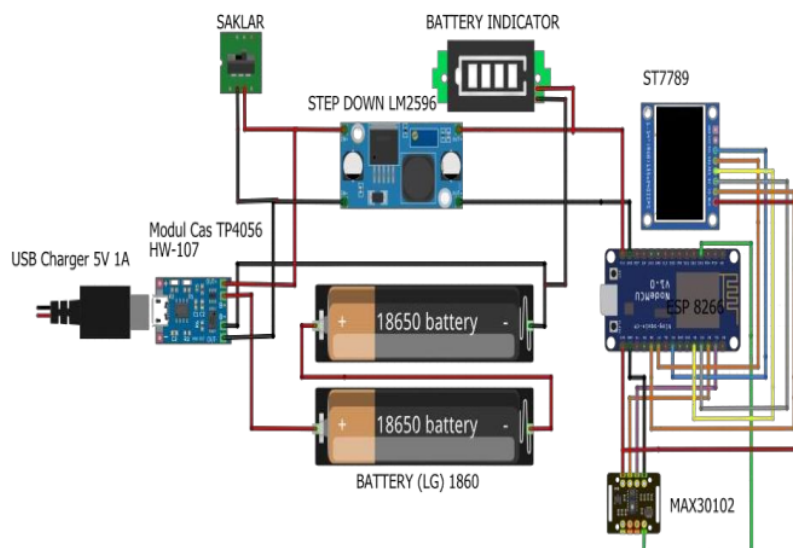 SAKLAR
BATTERY INDICATOR
ST7789
STEP DOWN LM2596
Modul Cas TP4056
HW-107
USB Charger 5V 1A
+ 18650 battery -
+ 18650 battery -
BATTERY (LG) 1860
NodeMCU
V1.0
ESP 8266
MAX30102